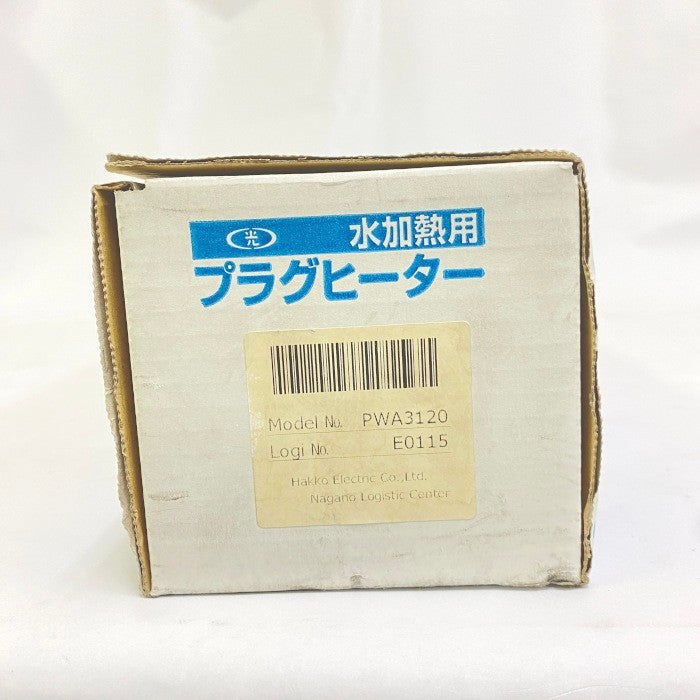 光 水加熱用
プラグヒーター
Model No. PWA3120
Logi No. E0115
Hakko Electric Co.,Ltd.
Nagano Logistic Center